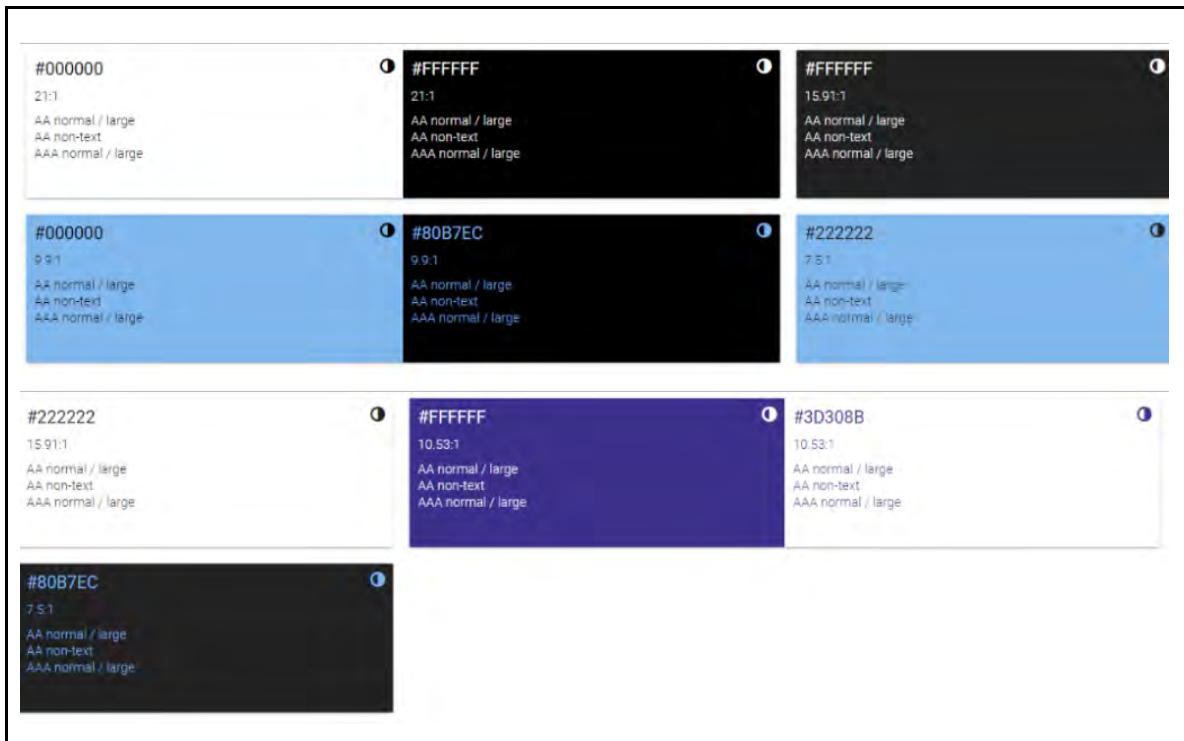 #000000
21:1
AA normal / large
AA non-text
AAA normal / large
#FFFFFF
21:1
AA normal / large
AA non-text
AAA normal / large
#FFFFFF
15.91:1
AA normal / large
AA non-text
AAA normal / large
#000000
9.9:1
AA normal / large
AA non-text
AAA normal / large
#80B7EC
9.9:1
AA normal / large
AA non-text
AAA normal / large
#222222
7.5:1
AA normal / large
AA non-text
AAA normal / large
#222222
15.91:1
AA normal / large
AA non-text
AAA normal / large
#FFFFFF
10.53:1
AA normal / large
AA non-text
AAA normal / large
#3D308B
10.53:1
AA normal / large
AA non-text
AAA normal / large
#80B7EC
7.5:1
AA normal / large
AA non-text
AAA normal / large